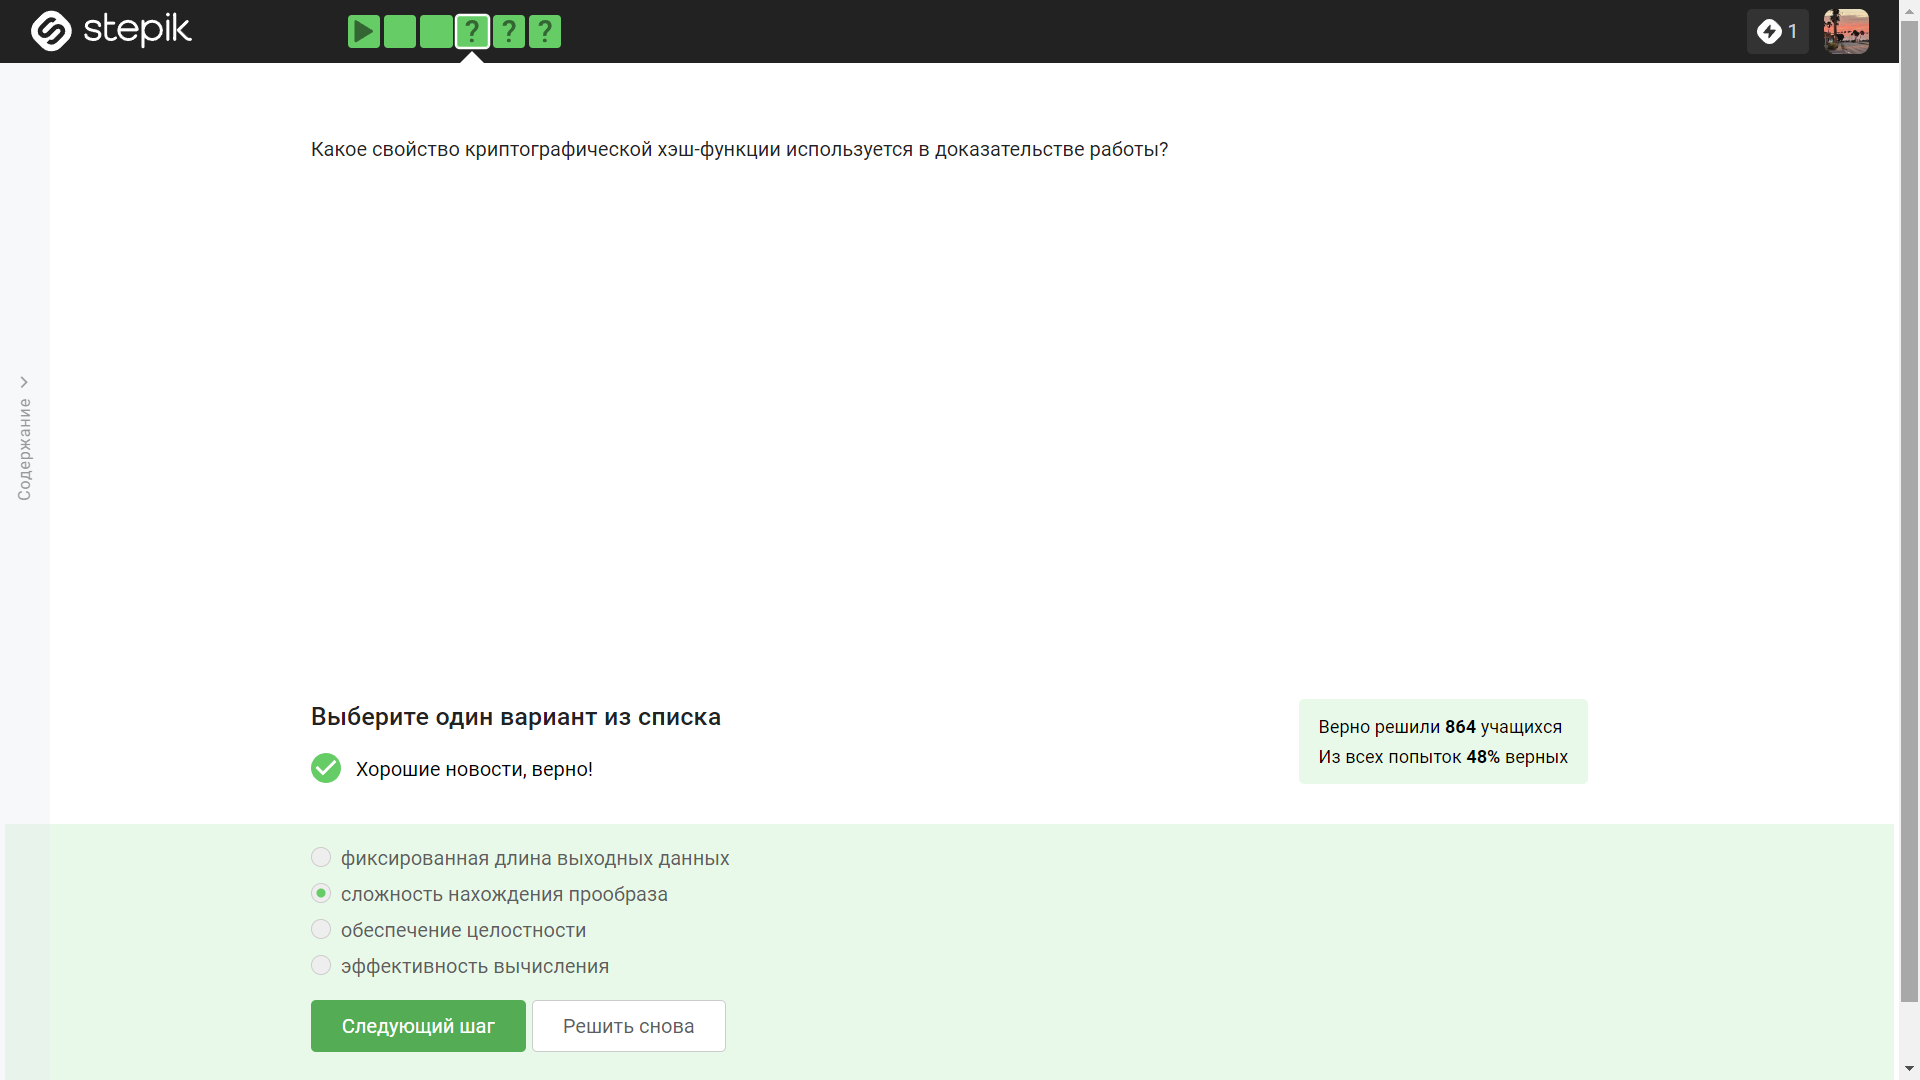 stepik
? ? ?
1
Содержание
Какое свойство криптографической хэш-функции используется в доказательстве работы?
Выберите один вариант из списка
Хорошие новости, верно!
Верно решили 864 учащихся
Из всех попыток 48% верных
фиксированная длина выходных данных
сложность нахождения прообраза
обеспечение целостности
эффективность вычисления
Следующий шаг
Решить снова